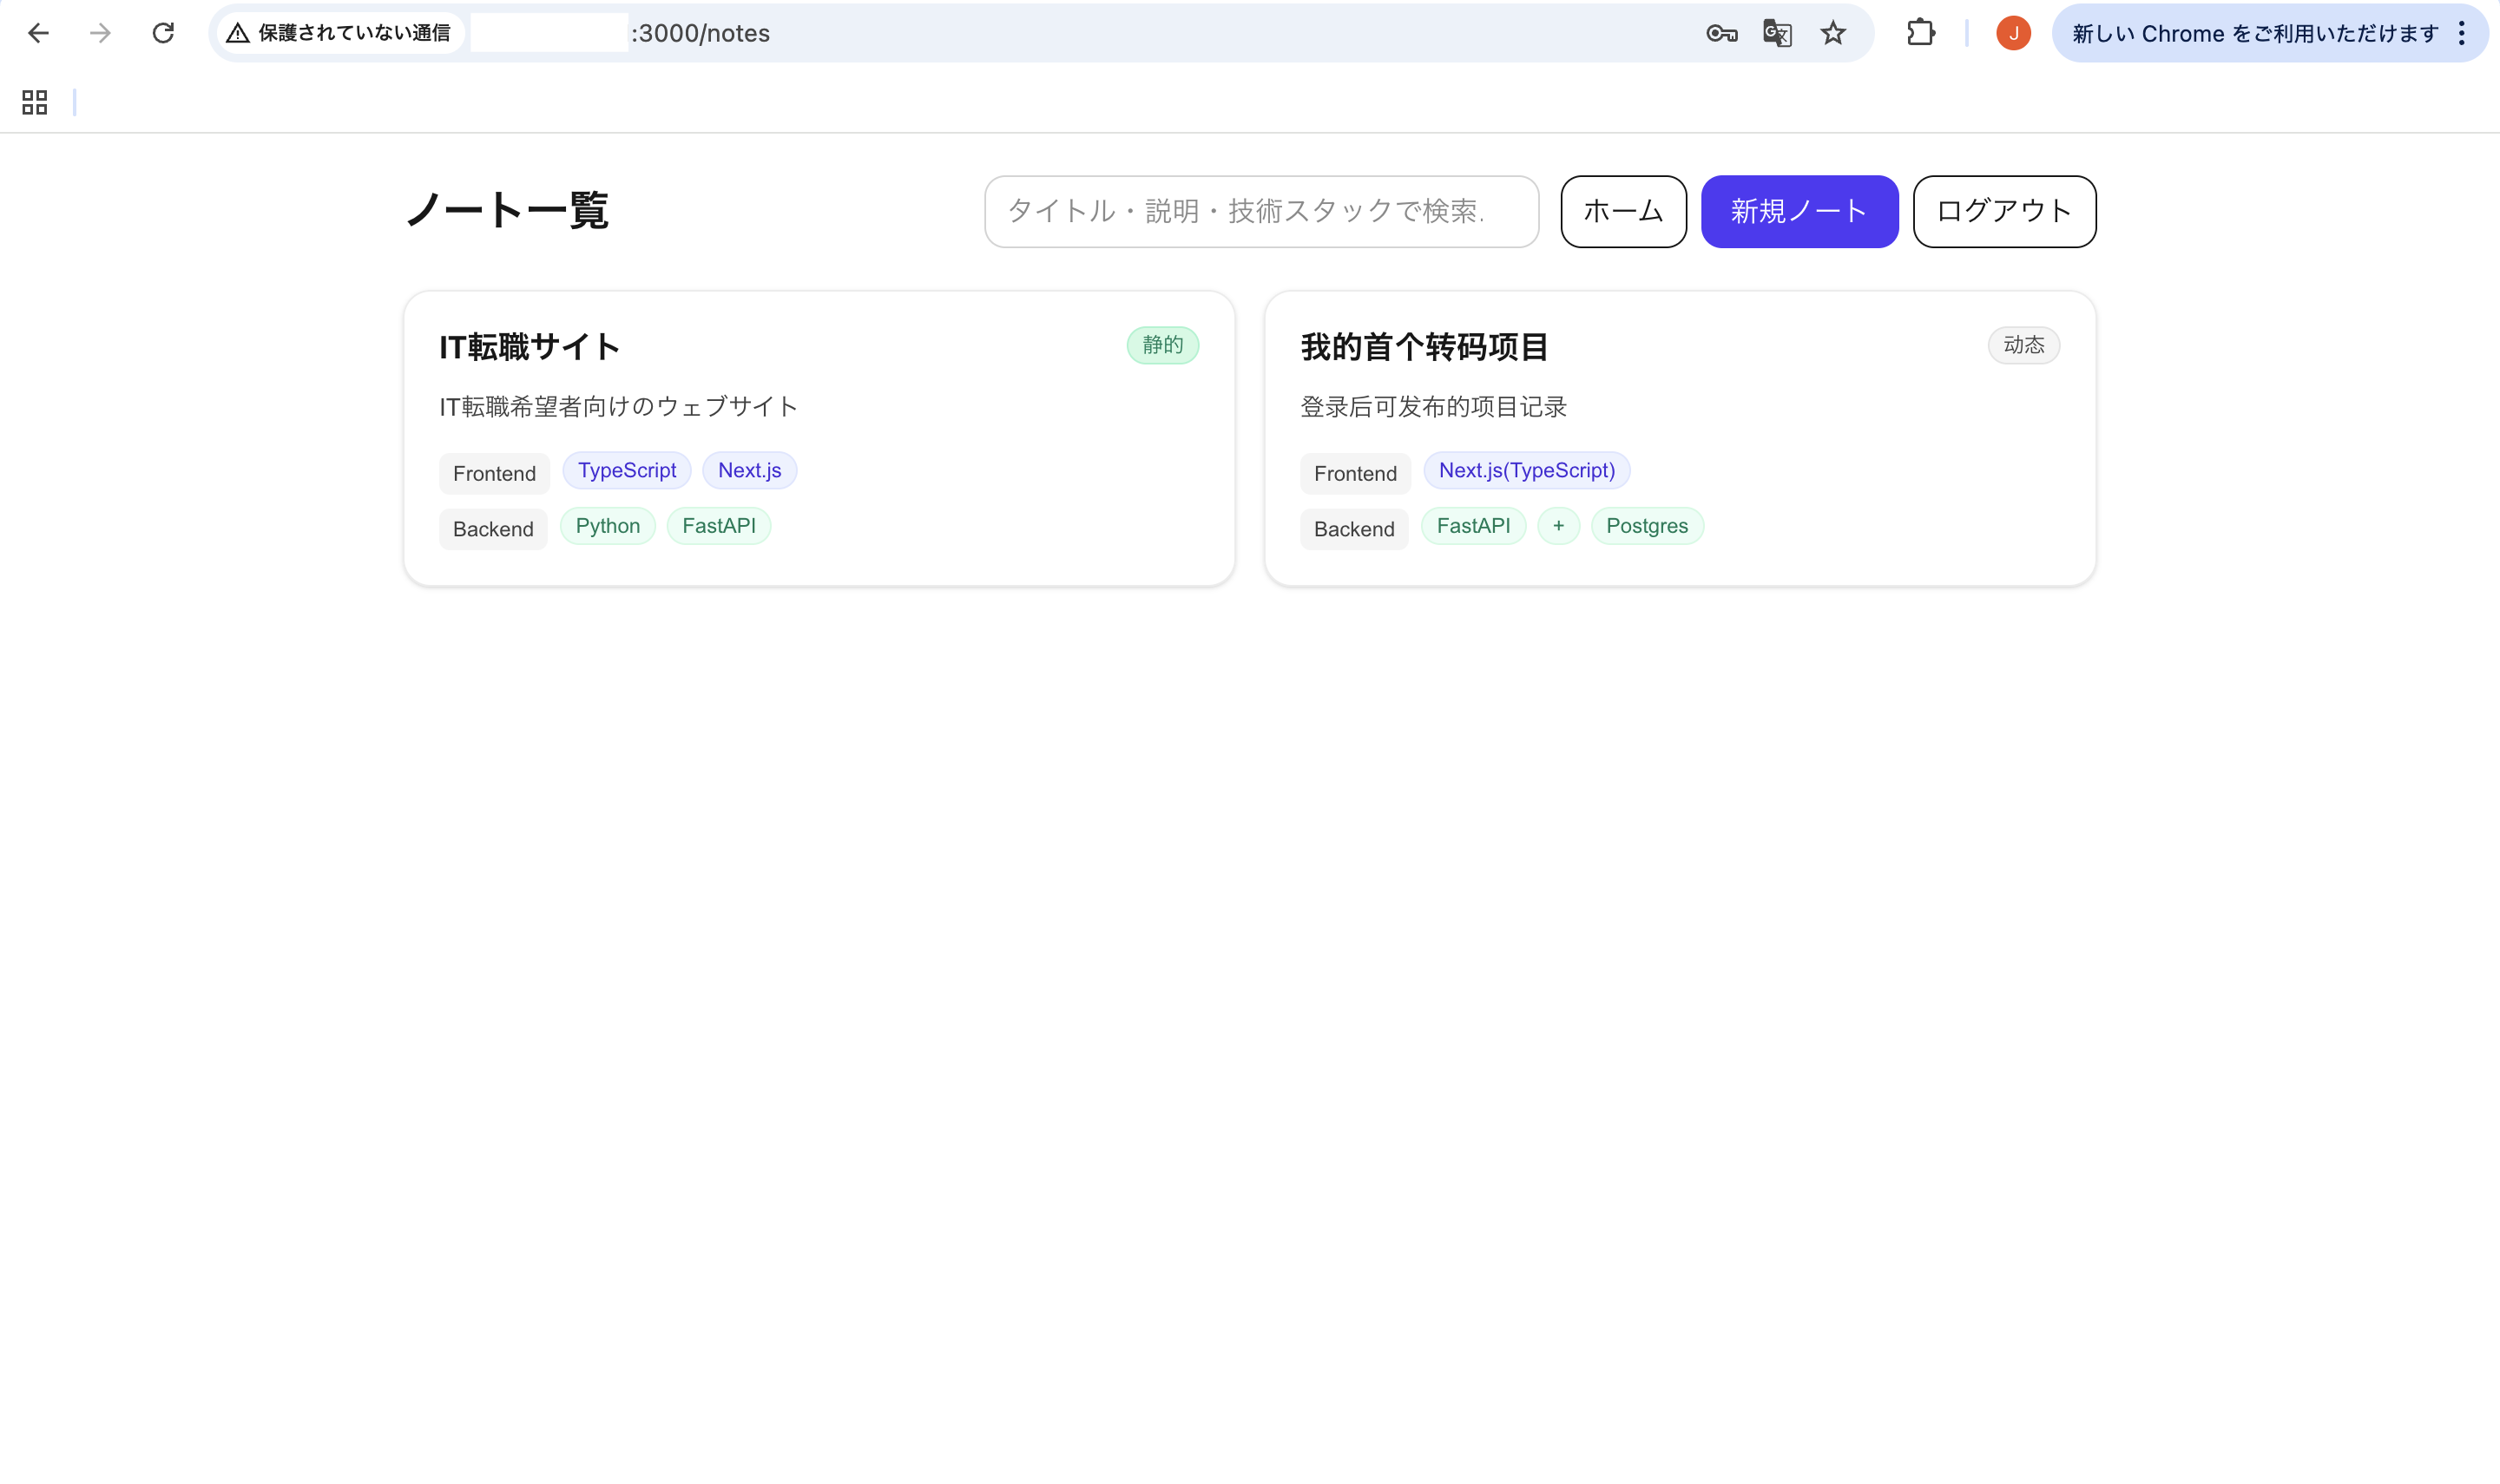 保護されていない通信 :3000/notes J 新しい Chrome をご利用いただけます
ノート一覧 タイトル・説明・技術スタックで検索. ホーム 新規ノート ログアウト
IT転職サイト 静的
IT転職希望者向けのウェブサイト
Frontend TypeScript Next.js
Backend Python FastAPI
我的首个转码项目 动态
登录后可发布的项目记录
Frontend Next.js(TypeScript)
Backend FastAPI + Postgres